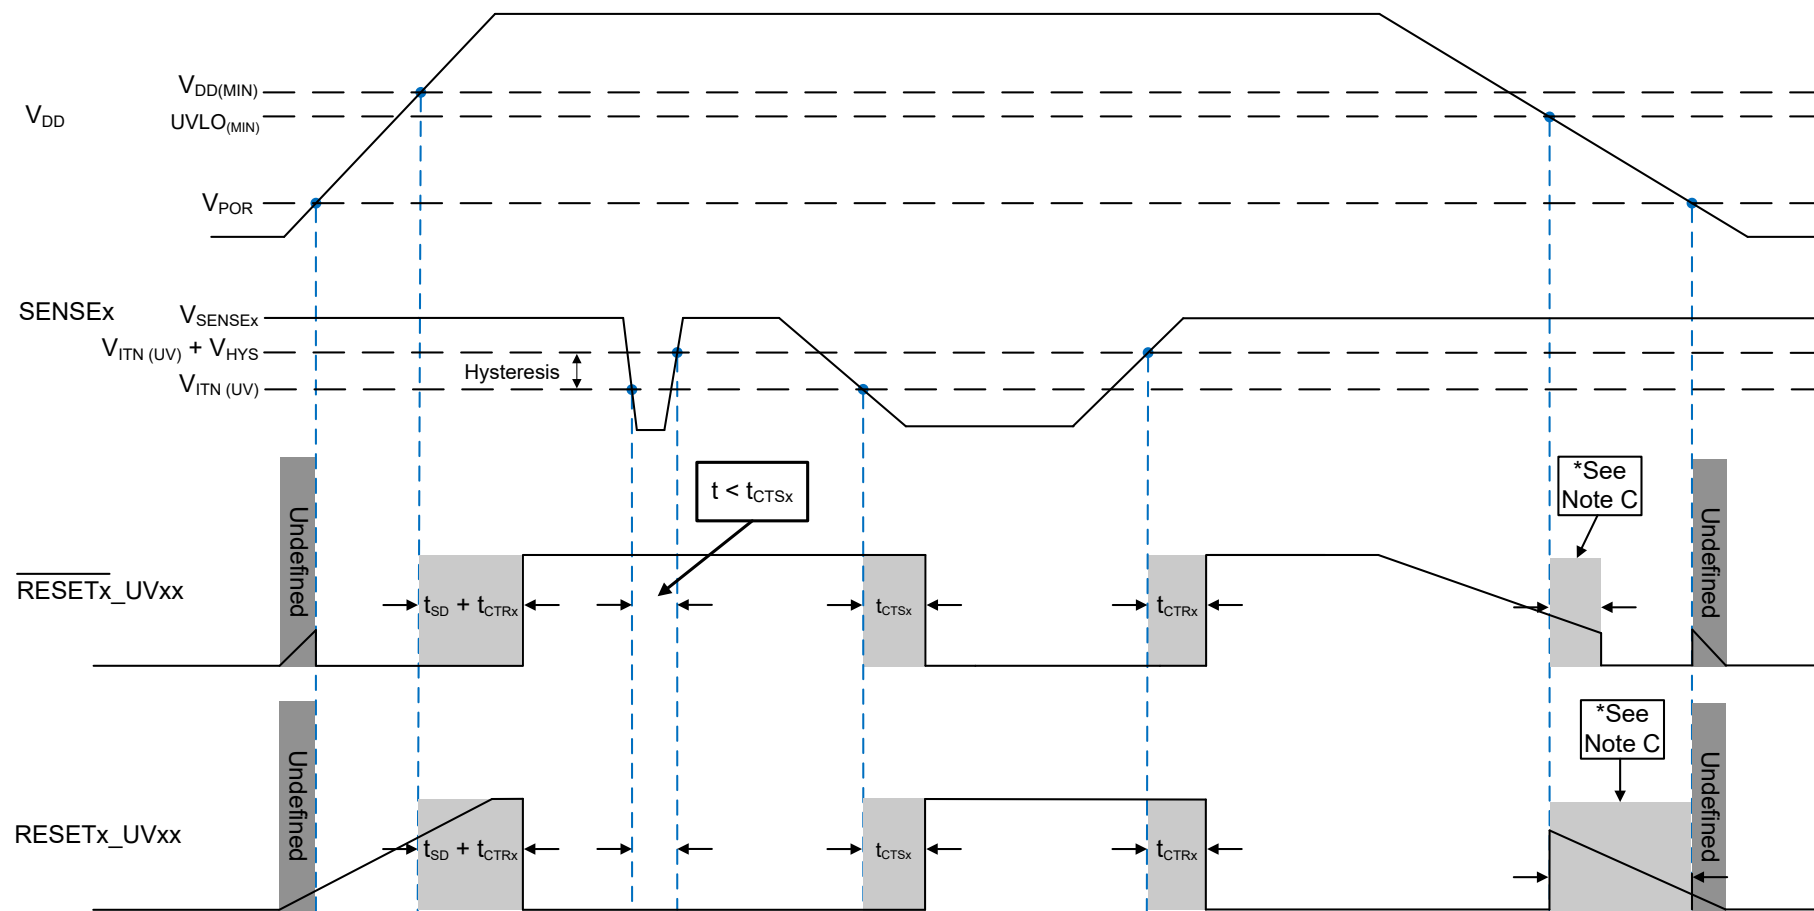 VDD
VDD(MIN)
UVLO(MIN)
VPOR
SENSEx
VSENSEx
VITN (UV) + VHYS
VITN (UV)
Hysteresis
t < tCTSx
*See
Note C
RESETx_UVxx
Undefined
tSD + tCTRx
tCTSx
tCTRx
Undefined
*See
Note C
RESETx_UVxx
Undefined
tSD + tCTRx
tCTSx
tCTRx
Undefined